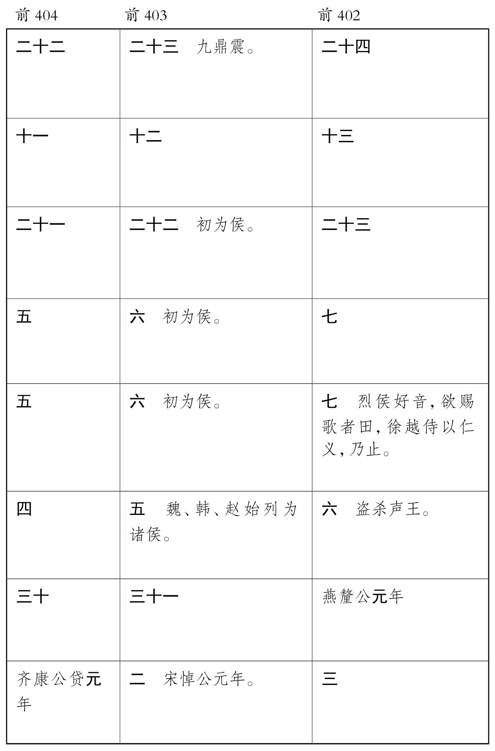 前 404 前 403 前 402
二十二 二十三 九鼎震。 二十四
十一 十二 十三
二十一 二十二 初为侯。 二十三
五 六 初为侯。 七
五 六 初为侯。 七 烈侯好音，欲赐
歌者田，徐越侍以仁
义，乃止。
四 五 魏、韩、赵始列为
诸侯。
六 盗杀声王。
三十 三十一 燕釐公元年
齐康公贷元
年
二 宋悼公元年。 三